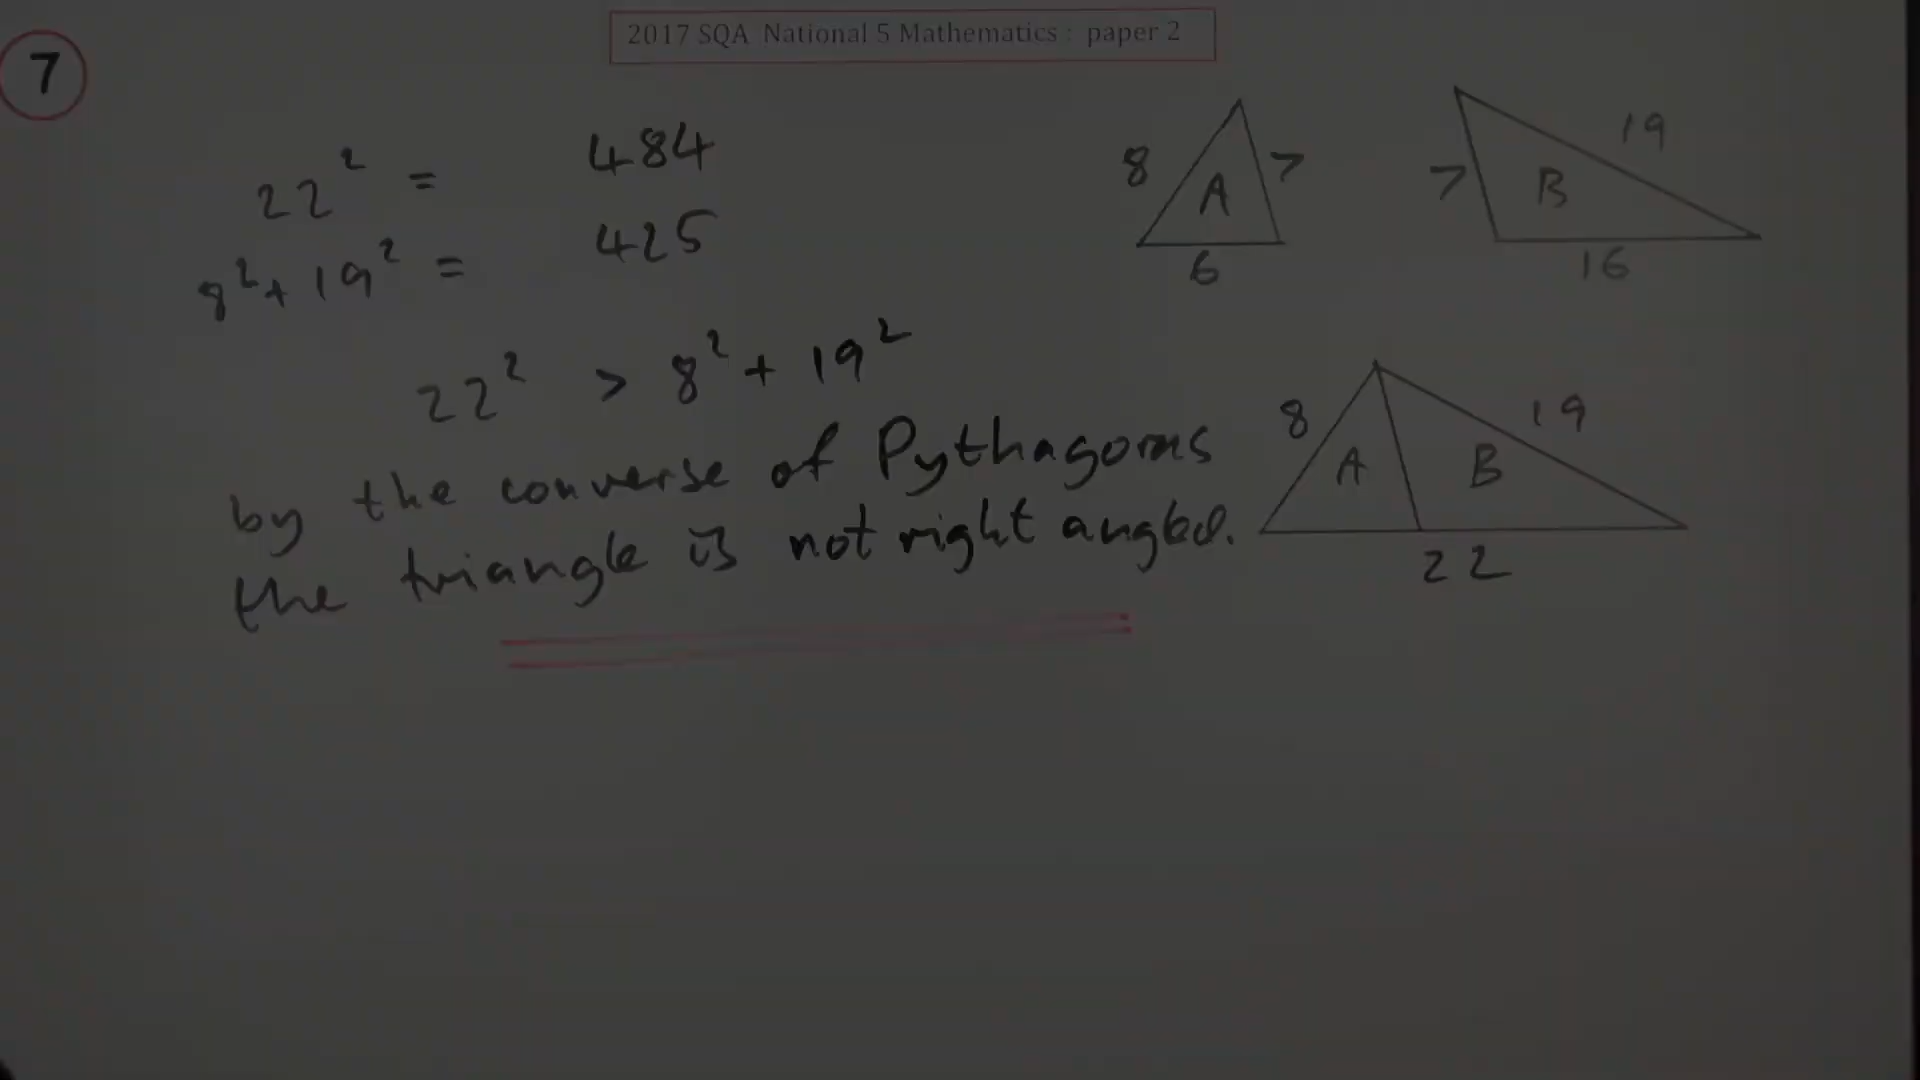 2017 SQA National 5 Mathematics : paper 2
7
22² = 484
8² + 19² = 425
22² > 8² + 19²
by the converse of Pythagoras
the triangle is not right angled.
8 A 7
6
7 B 19
16
8 A B 19
22